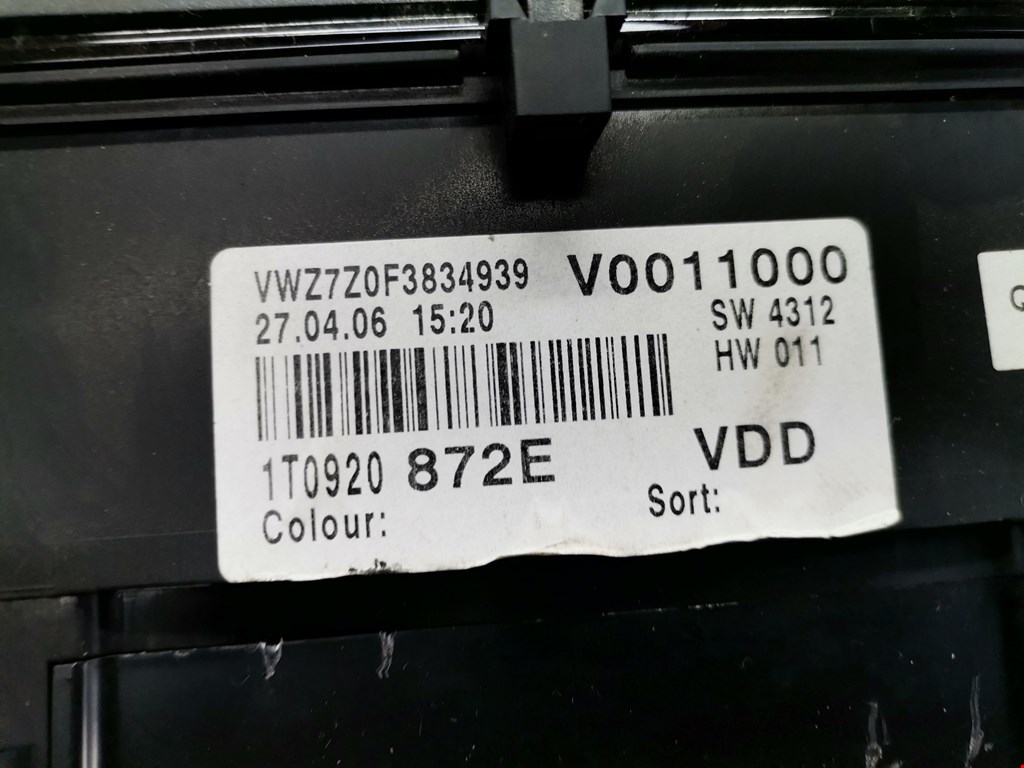 VWZ7Z0F3834939 V0011000
27.04.06 15:20 SW 4312
HW 011
1T0920 872E VDD
Colour: Sort:
Q